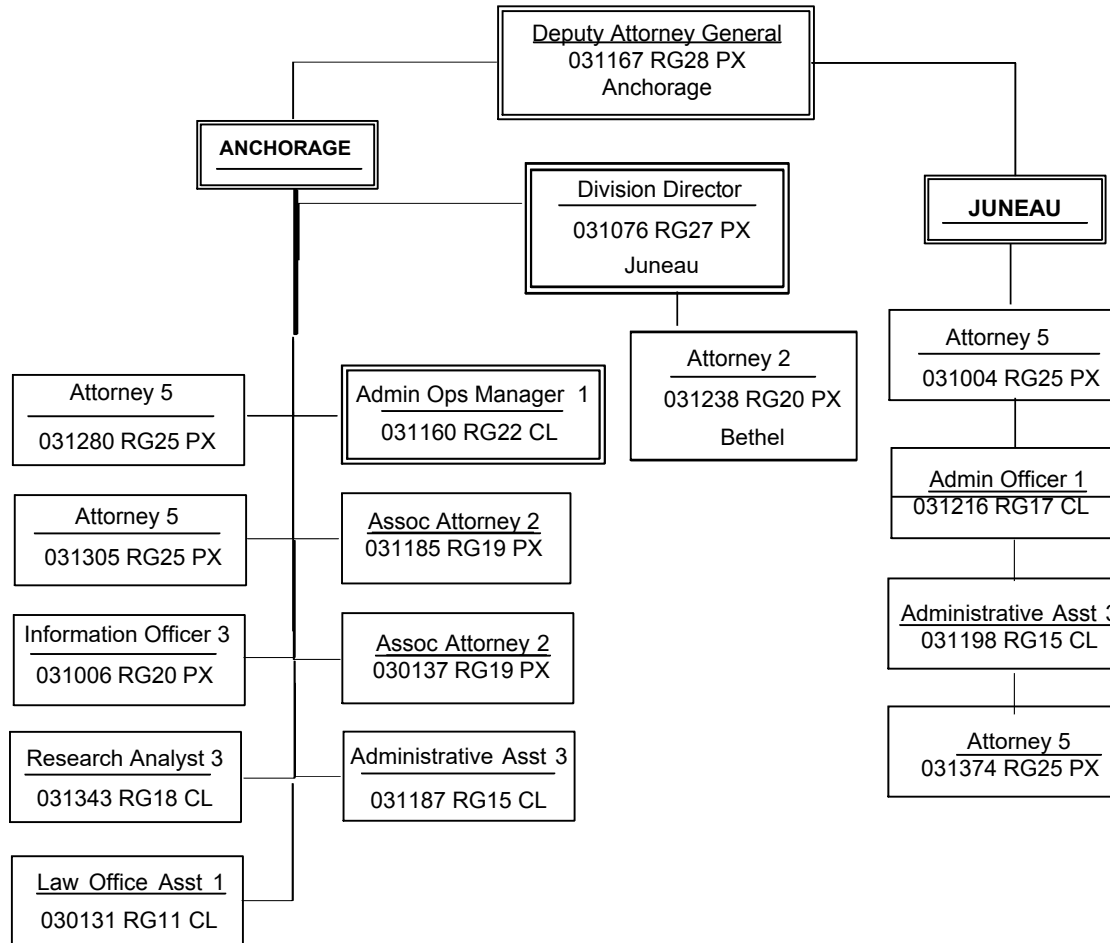 Deputy Attorney General
031167 RG28 PX
Anchorage
ANCHORAGE
Division Director
031076 RG27 PX
Juneau
JUNEAU
Attorney 5
031004 RG25 PX
Attorney 2
031238 RG20 PX
Bethel
Attorney 5
031280 RG25 PX
Admin Ops Manager 1
031160 RG22 CL
Admin Officer 1
031216 RG17 CL
Attorney 5
031305 RG25 PX
Assoc Attorney 2
031185 RG19 PX
Administrative Asst 3
031198 RG15 CL
Information Officer 3
031006 RG20 PX
Assoc Attorney 2
030137 RG19 PX
Attorney 5
031374 RG25 PX
Research Analyst 3
031343 RG18 CL
Administrative Asst 3
031187 RG15 CL
Law Office Asst 1
030131 RG11 CL